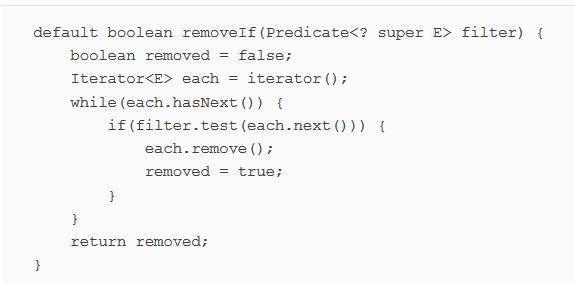 default boolean removeIf(Predicate<? super E> filter) {
    boolean removed = false;
    Iterator<E> each = iterator();
    while(each.hasNext()) {
        if(filter.test(each.next())) {
            each.remove();
            removed = true;
        }
    }
    return removed;
}